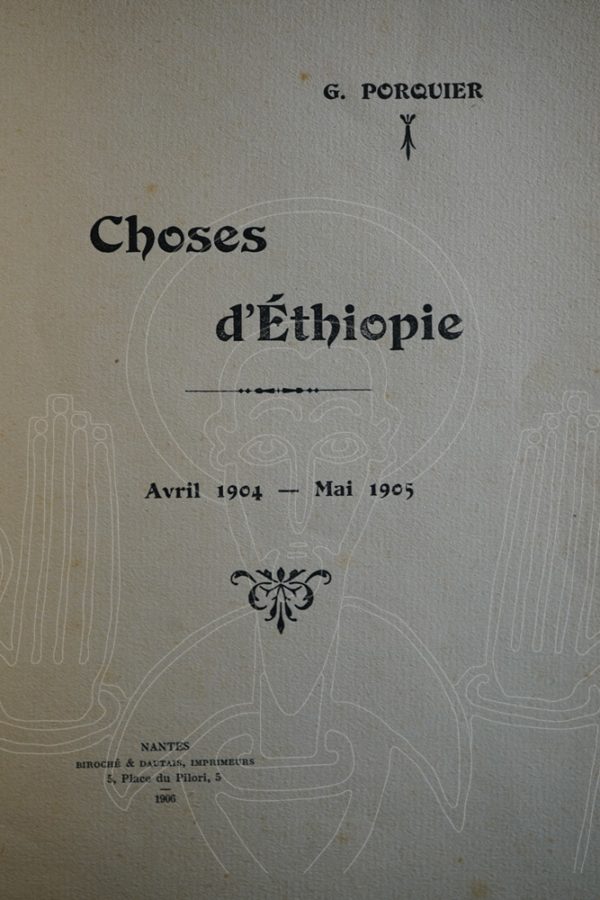 G. PORQUIER
Choses
d'Éthiopie
Avril 1904 — Mai 1905
NANTES
BIROCHÉ & DAUTAIS, IMPRIMEURS
5, Place du Pilori, 5
1906